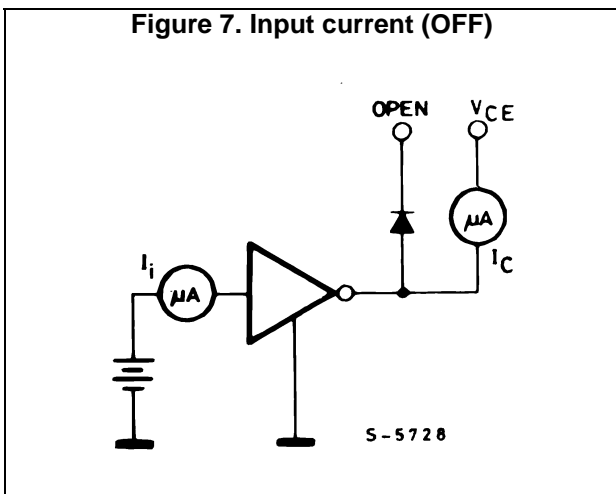 Figure 7. Input current (OFF)
OPEN
VCE
µA
IC
Ii
µA
S-5728